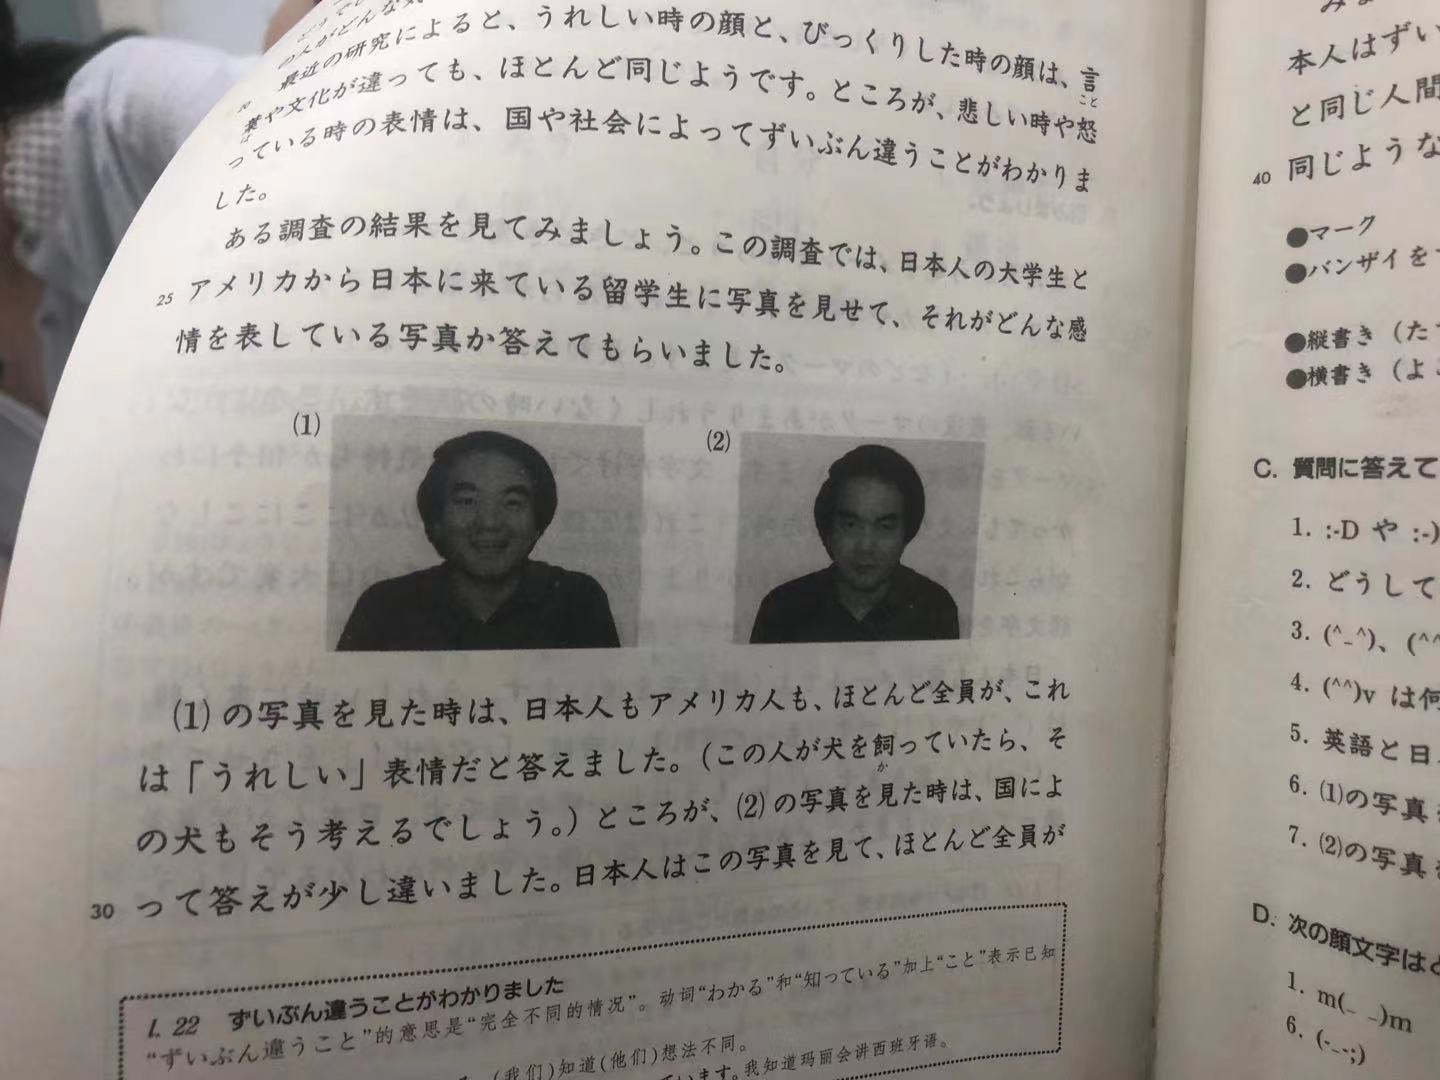 の人がどんな気
最近の研究によると、うれしい時の顔と、びっくりした時の顔は、言
こと
葉や文化が違っても、ほとんど同じようです。ところが、悲しい時や怒
ば
っている時の表情は、国や社会によってずいぶん違うことがわかりま
した。
ある調査の結果を見てみましょう。この調査では、日本人の大学生と
25 アメリカから日本に来ている留学生に写真を見せて、それがどんな感
情を表している写真か答えてもらいました。
(1)
(2)
(1)の写真を見た時は、日本人もアメリカ人も、ほとんど全員が、これ
は「うれしい」表情だと答えました。(この人が犬を飼っていたら、そ
か
の犬もそう考えるでしょう。)ところが、(2)の写真を見た時は、国によ
30 って答えが少し違いました。日本人はこの写真を見て、ほとんど全員が
l. 22 ずいぶん違うことがわかりました
“ずいぶん違うこと”的意思是“完全不同的情况”。动词“わかる”和“知っている”加上“こと”表示已知
(我们)知道(他们)想法不同。
ています。我知道玛丽会讲西班牙语。
本人はずい
と同じ人間
40 同じような
●マーク
●バンザイを
●縦書き（た
●横書き（よ
C. 質問に答えて
1. :-D や :-)
2. どうして
3. (^_^)、(^^
4. (^^)v は何
5. 英語と日
6. (1)の写真
7. (2)の写真
D. 次の顔文字は
1. m(_ _)m
6. (-_-;)